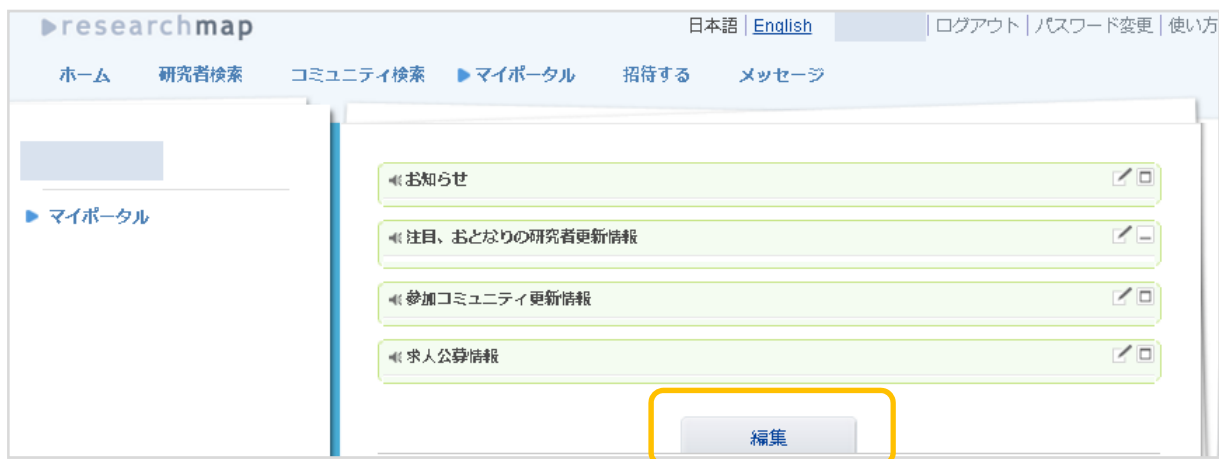 researchmap
日本語 | English | ログアウト | パスワード変更 | 使い方
ホーム 研究者検索 コミュニティ検索 マイポータル 招待する メッセージ
マイポータル
お知らせ
注目、おとなりの研究者更新情報
参加コミュニティ更新情報
求人公募情報
編集